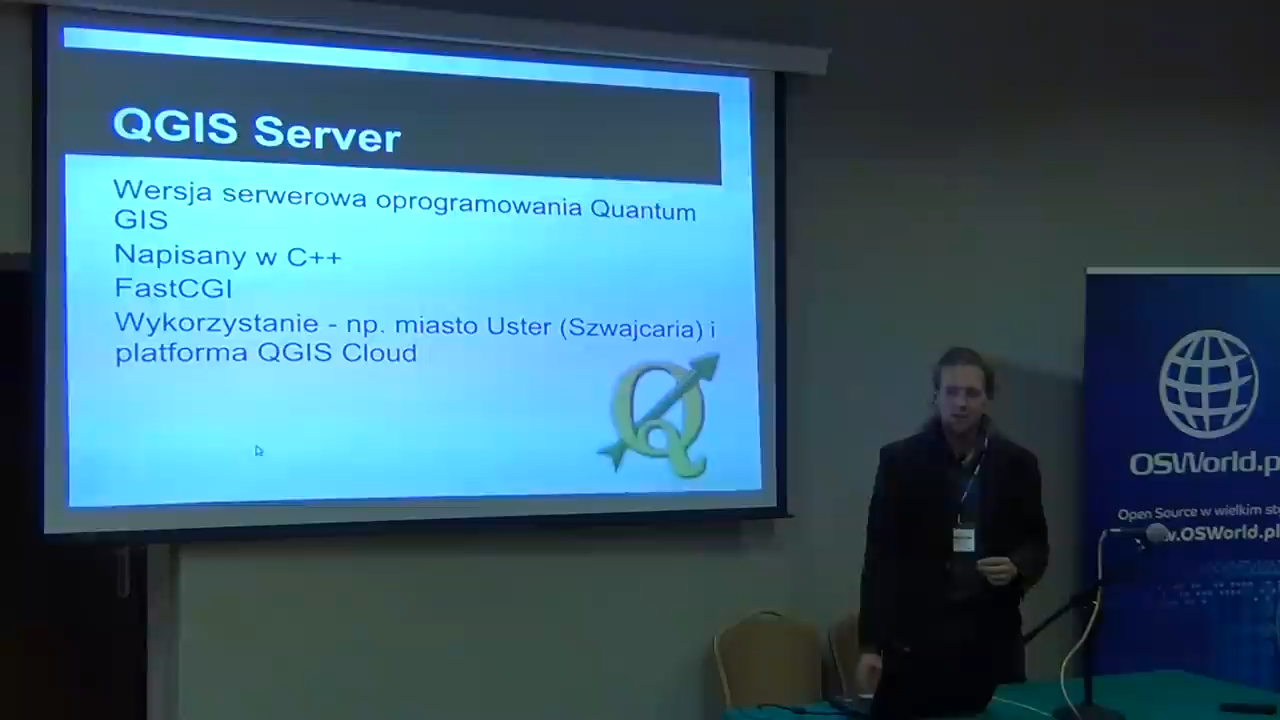 QGIS Server
Wersja serwerowa oprogramowania Quantum
GIS
Napisany w C++
FastCGI
Wykorzystanie - np. miasto Uster (Szwajcaria) i
platforma QGIS Cloud
OSWorld.p
Open Source w wielkim
.OSWorld.pl